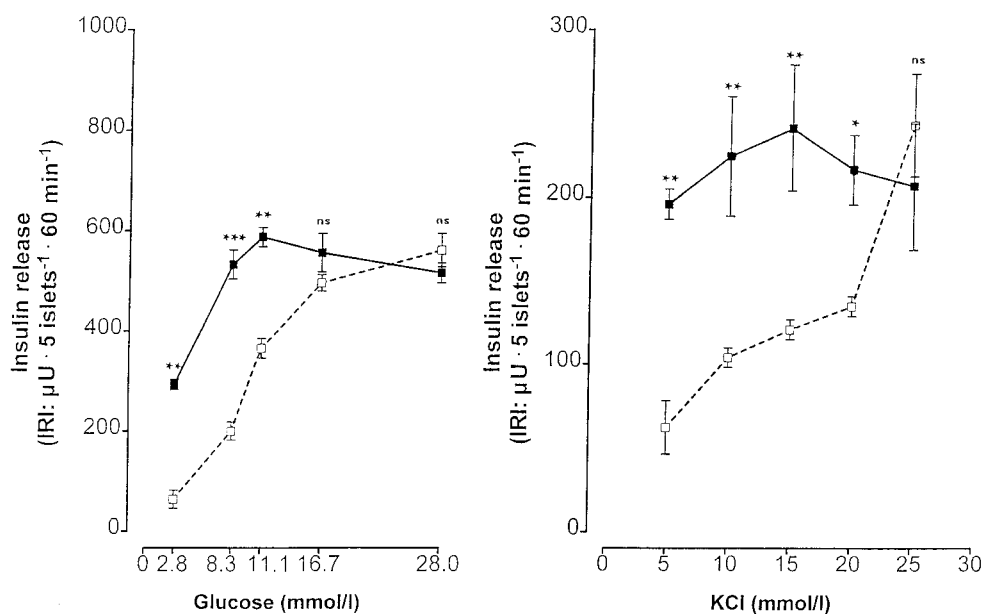 1000
800
600
400
200
0
Insulin release
(IRI: µU · 5 islets⁻¹ · 60 min⁻¹)
**
***
**
ns
ns
0 2.8 8.3 11.1 16.7 28.0
Glucose (mmol/l)
300
200
100
0
Insulin release
(IRI: µU · 5 islets⁻¹ · 60 min⁻¹)
**
**
**
*
ns
0 5 10 15 20 25 30
KCl (mmol/l)